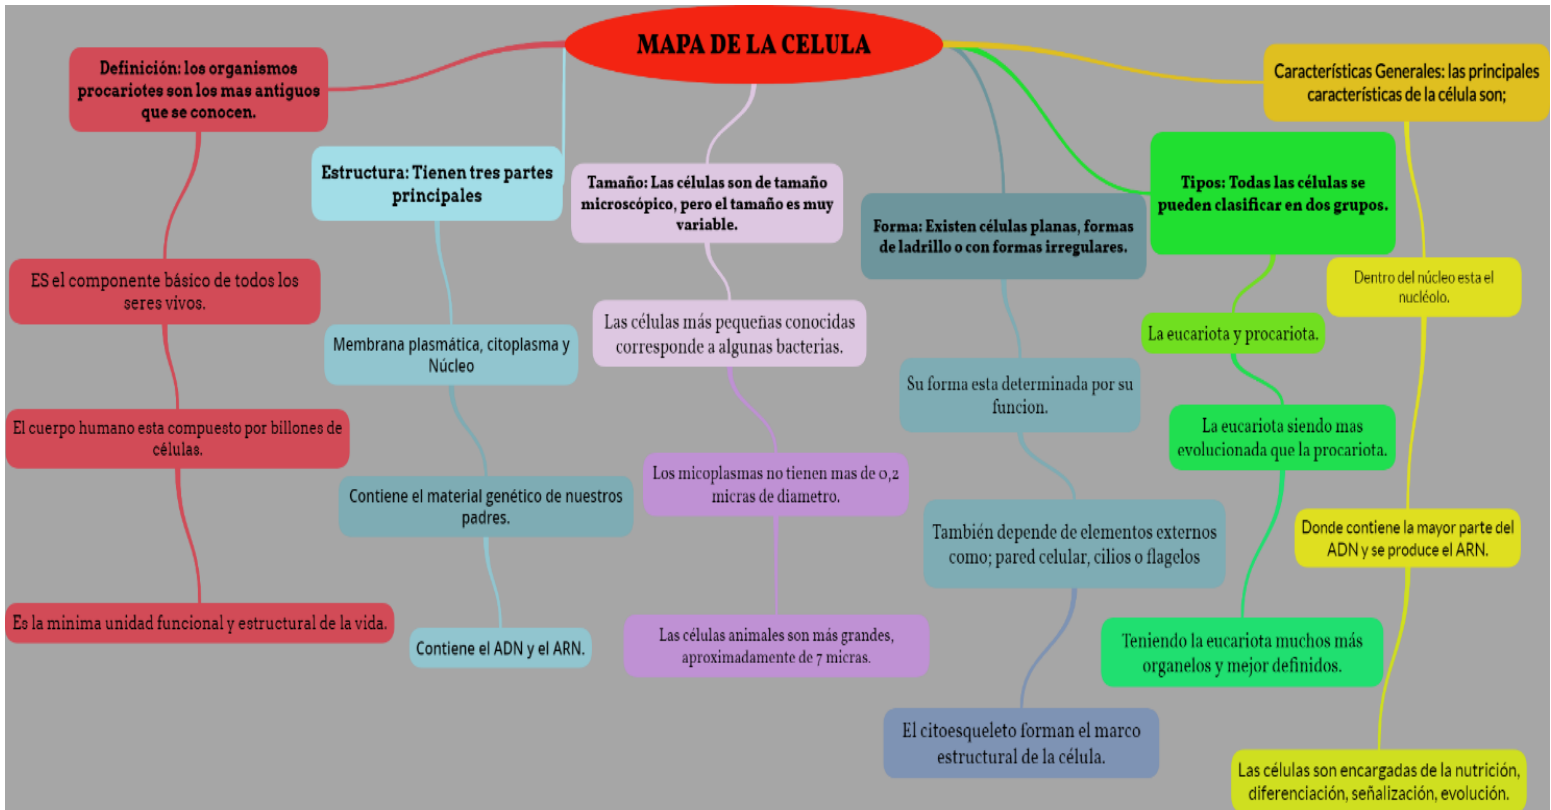 MAPA DE LA CELULA
Definición: los organismos
procariotes son los mas antiguos
que se conocen.
ES el componente básico de todos los
seres vivos.
El cuerpo humano esta compuesto por billones de
células.
Es la minima unidad funcional y estructural de la vida.
Estructura: Tienen tres partes
principales
Membrana plasmática, citoplasma y
Núcleo
Contiene el material genético de nuestros
padres.
Contiene el ADN y el ARN.
Tamaño: Las células son de tamaño
microscópico, pero el tamaño es muy
variable.
Las células más pequeñas conocidas
corresponde a algunas bacterias.
Los micoplasmas no tienen mas de 0,2
micras de diametro.
Las células animales son más grandes,
aproximadamente de 7 micras.
Forma: Existen células planas, formas
de ladrillo o con formas irregulares.
Su forma esta determinada por su
funcion.
También depende de elementos externos
como; pared celular, cilios o flagelos
El citoesqueleto forman el marco
estructural de la célula.
Tipos: Todas las células se
pueden clasificar en dos grupos.
La eucariota y procariota.
La eucariota siendo mas
evolucionada que la procariota.
Teniendo la eucariota muchos más
organelos y mejor definidos.
Características Generales: las principales
características de la célula son;
Dentro del núcleo esta el
nucléolo.
Donde contiene la mayor parte del
ADN y se produce el ARN.
Las células son encargadas de la nutrición,
diferenciación, señalización, evolución.